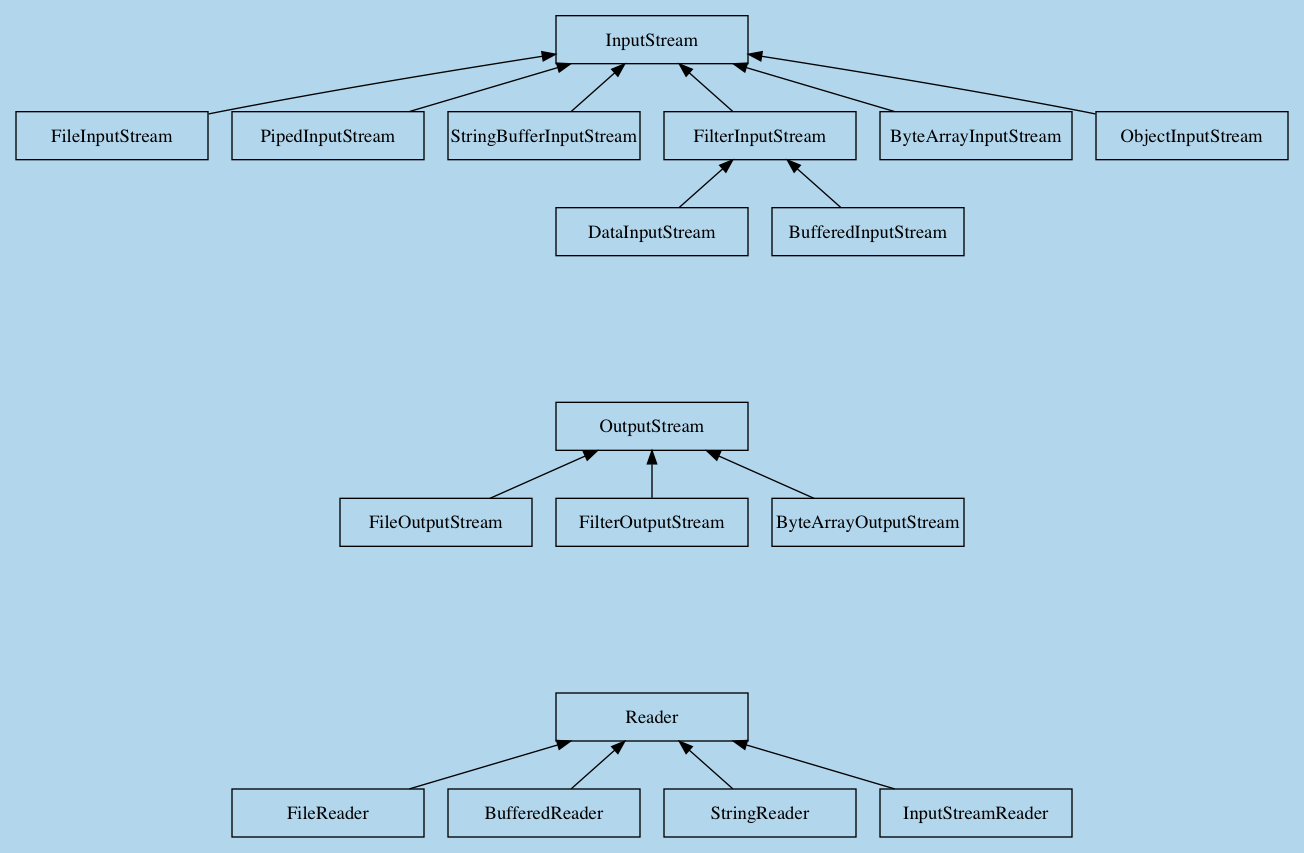 InputStream
FileInputStream
PipedInputStream
StringBufferInputStream
FilterInputStream
ByteArrayInputStream
ObjectInputStream
DataInputStream
BufferedInputStream
OutputStream
FileOutputStream
FilterOutputStream
ByteArrayOutputStream
Reader
FileReader
BufferedReader
StringReader
InputStreamReader